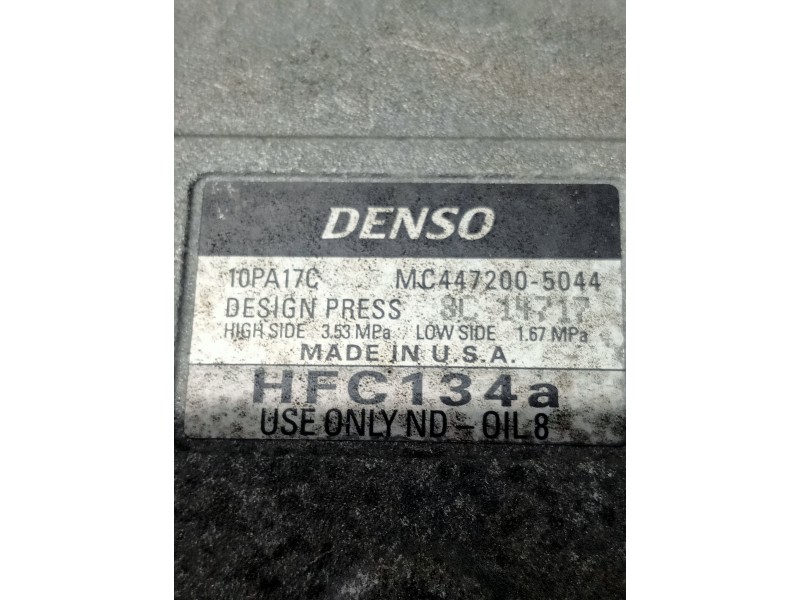 DENSO
10PA17C MC447200-5044
DESIGN PRESS 8C 14717
HIGH SIDE 3.53 MPa LOW SIDE 1.67 MPa
MADE IN U.S.A.
HFC134a
USE ONLY ND-OIL8